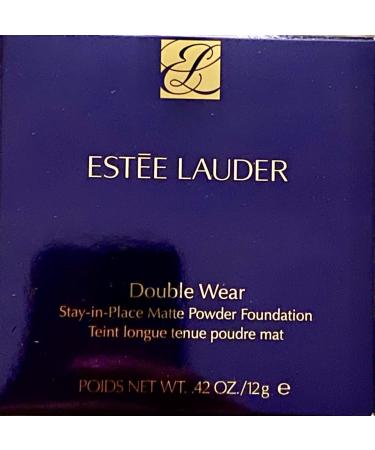 ESTĒE LAUDER
Double Wear
Stay-in-Place Matte Powder Foundation
Teint longue tenue poudre mat
POIDS NET WT. .42 OZ./12g ℮